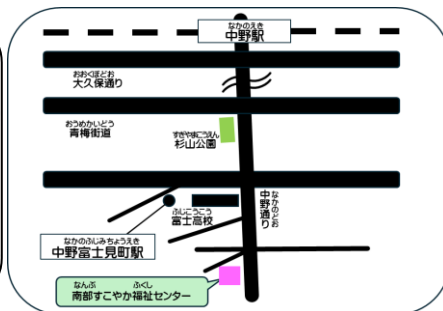 なかのえき
中野駅
おおくぼどお
大久保通り
おうめかいどう
青梅街道
すぎやまこうえん
杉山公園
なかのどお
中野通り
ふじこうこう
富士高校
なかのふじみちょうえき
中野富士見町駅
なんぶ ふくし
南部すこやか福祉センター